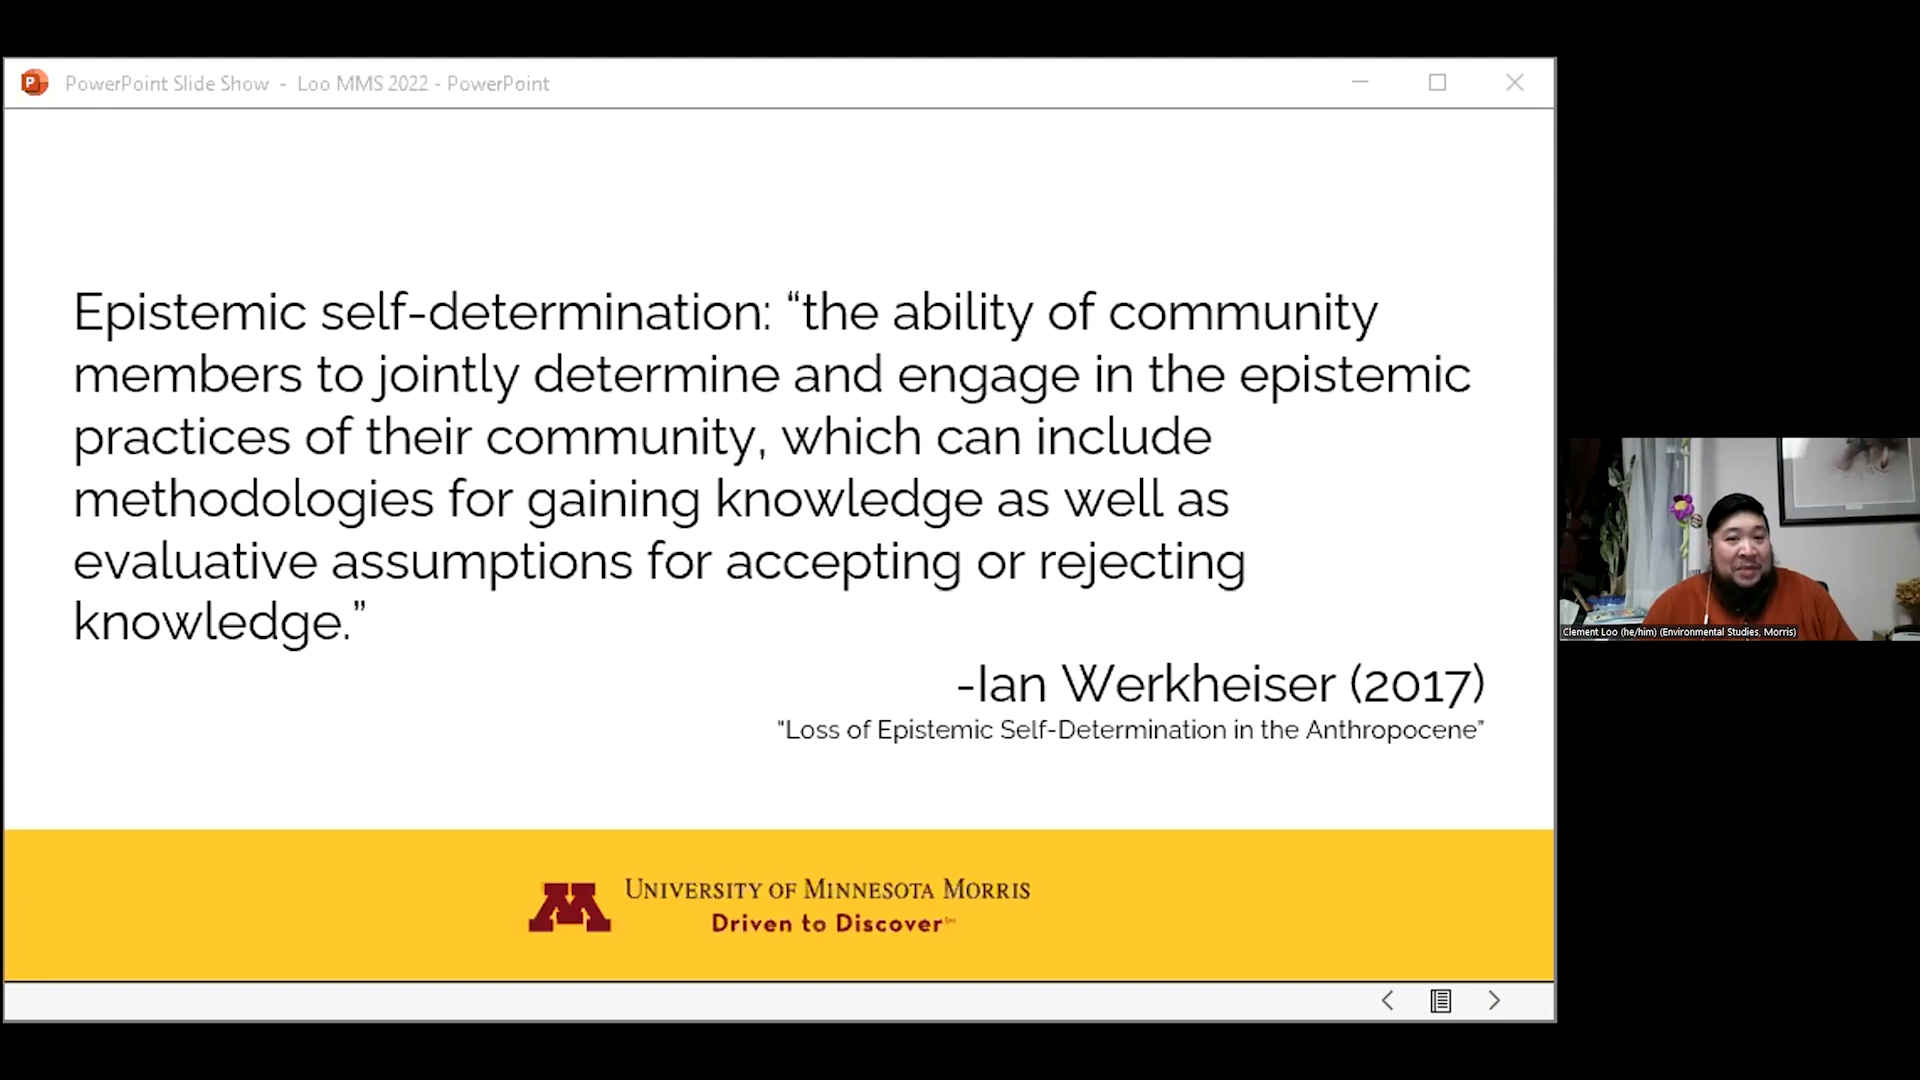 PowerPoint Slide Show - Loo MMS 2022 - PowerPoint
Epistemic self-determination: “the ability of community
members to jointly determine and engage in the epistemic
practices of their community, which can include
methodologies for gaining knowledge as well as
evaluative assumptions for accepting or rejecting
knowledge.”
-Ian Werkheiser (2017)
“Loss of Epistemic Self-Determination in the Anthropocene”
University of Minnesota Morris
Driven to Discover℠
Clement Loo (he/him) (Environmental Studies, Morris)